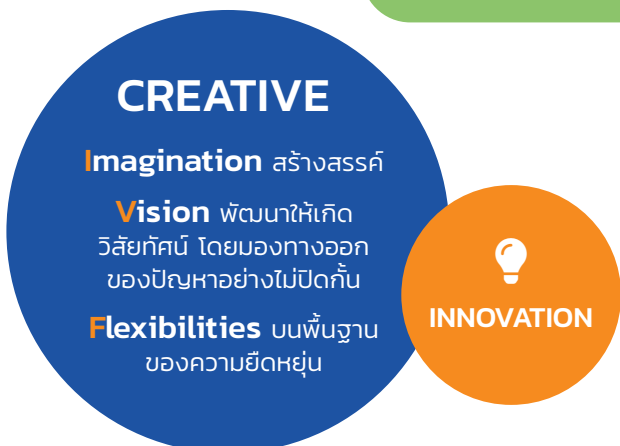 CREATIVE
Imagination สร้างสรรค์
Vision พัฒนาให้เกิด
วิสัยทัศน์ โดยมองทางออก
ของปัญหาอย่างไม่ปิดกั้น
Flexibilities บนพื้นฐาน
ของความยืดหยุ่น
INNOVATION